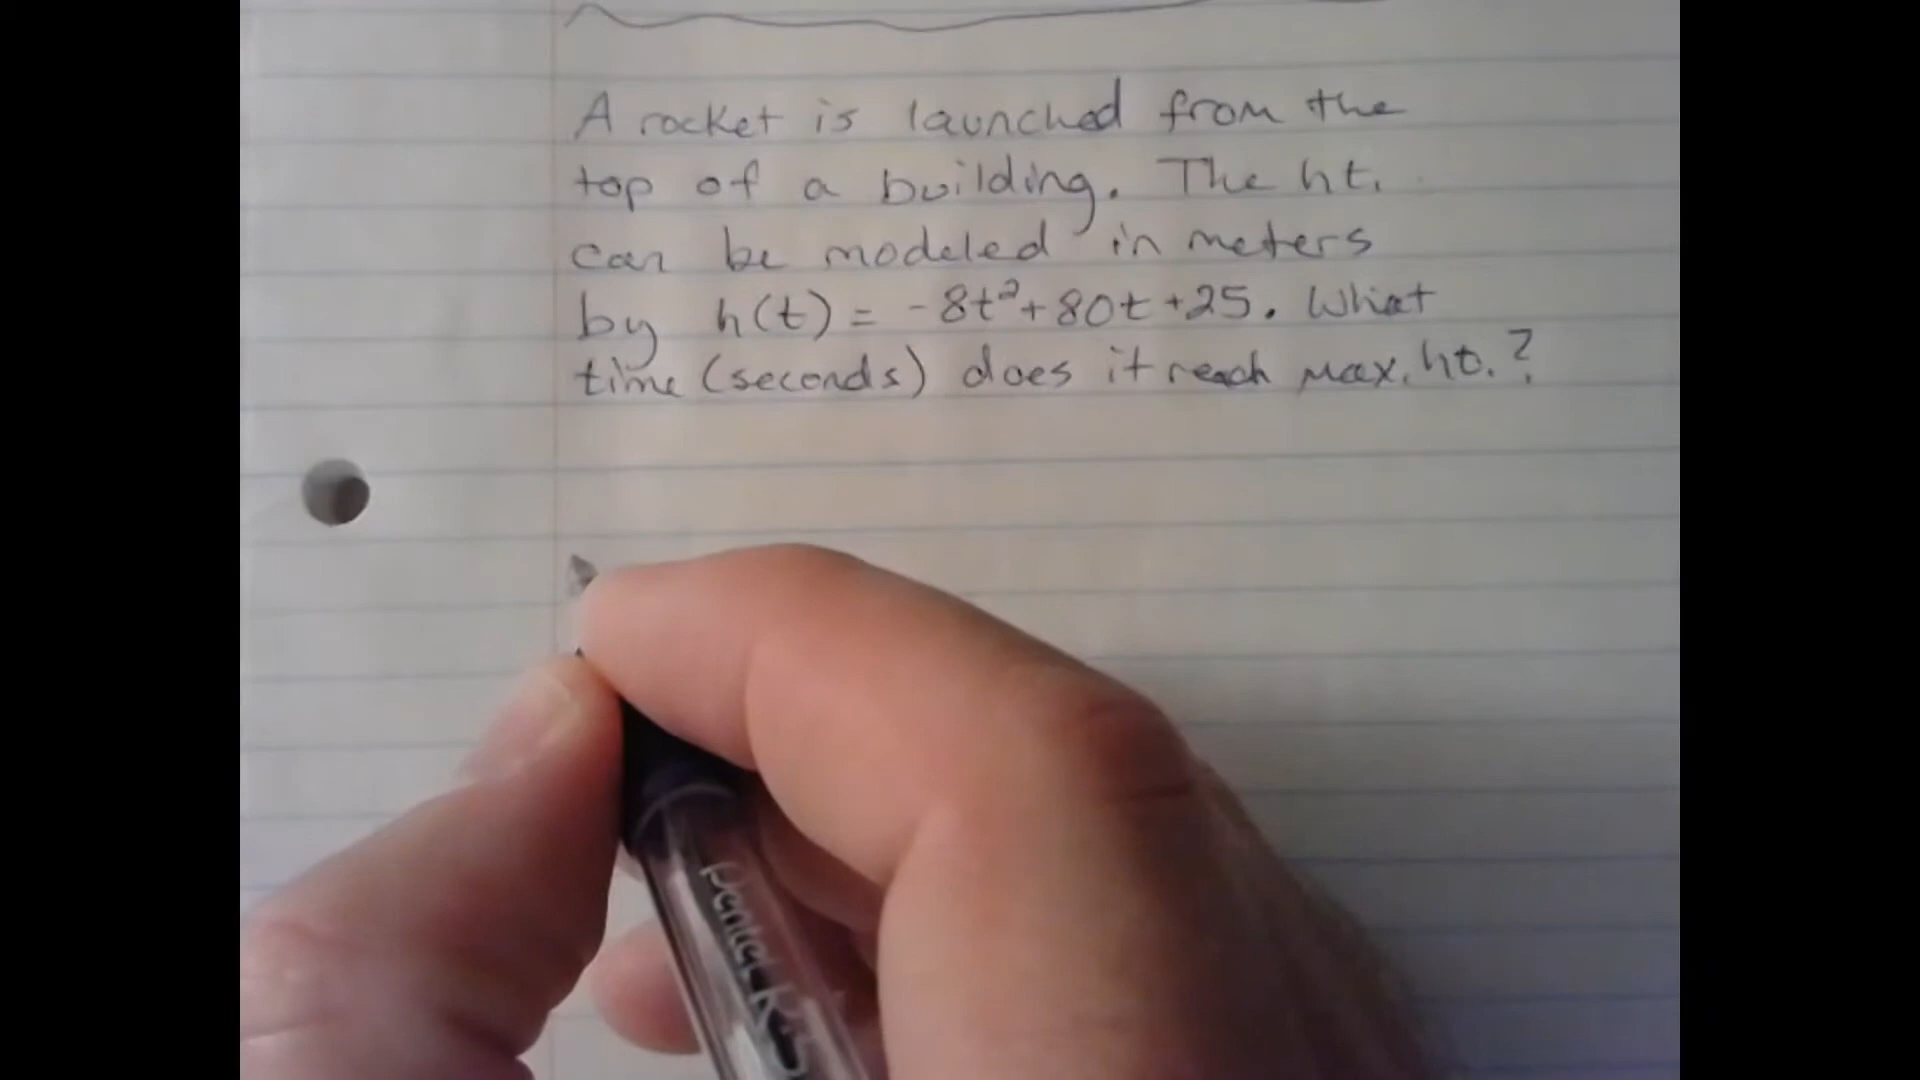 A rocket is launched from the
top of a building. The ht.
can be modeled in meters
by h(t) = -8t²+80t+25. What
time (seconds) does it reach max. ht.?